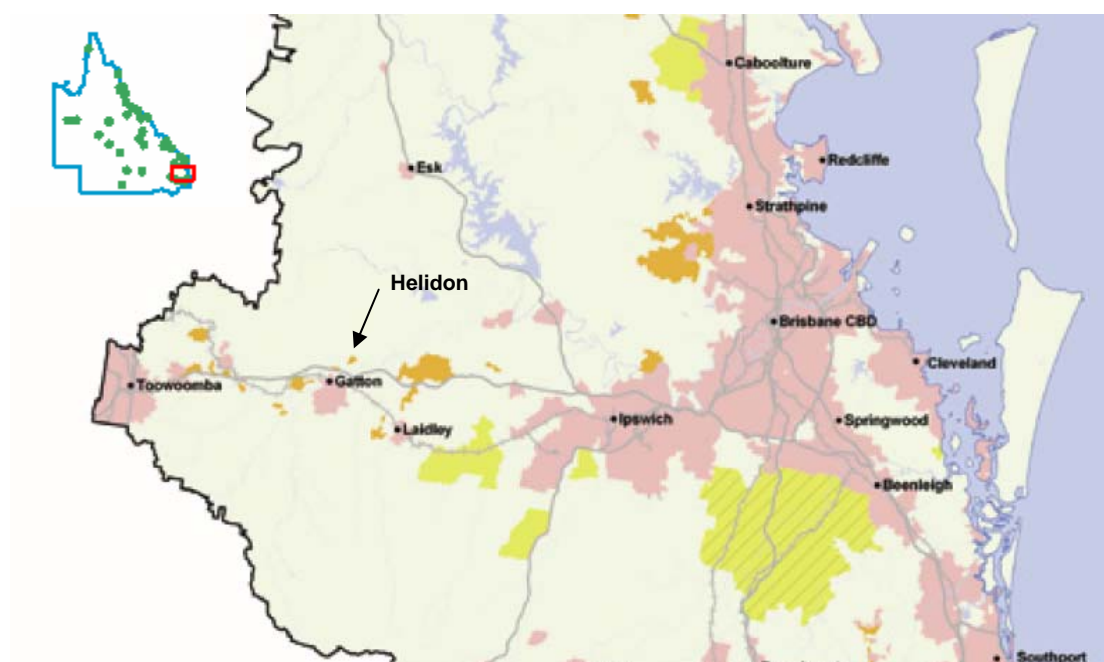 Caboolture
Redcliffe
Esk
Strathpine
Helidon
Brisbane CBD
Cleveland
Toowoomba
Gatton
Ipswich
Springwood
Laidley
Beenleigh
Southport